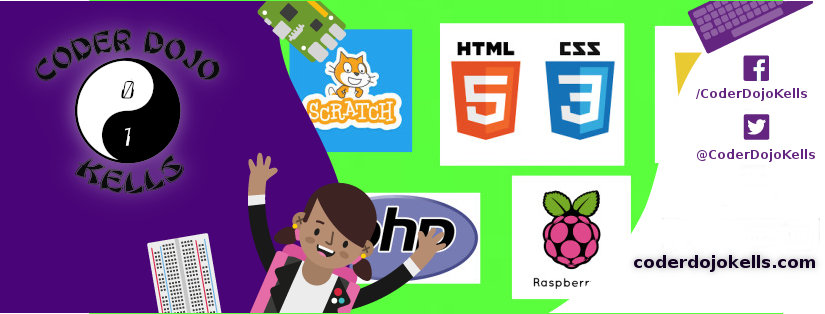 CODER DOJO
0
1
KELLS
SCRATCH
HTML
5
CSS
3
php
Raspberr
/CoderDojoKells
@CoderDojoKells
coderdojokells.com